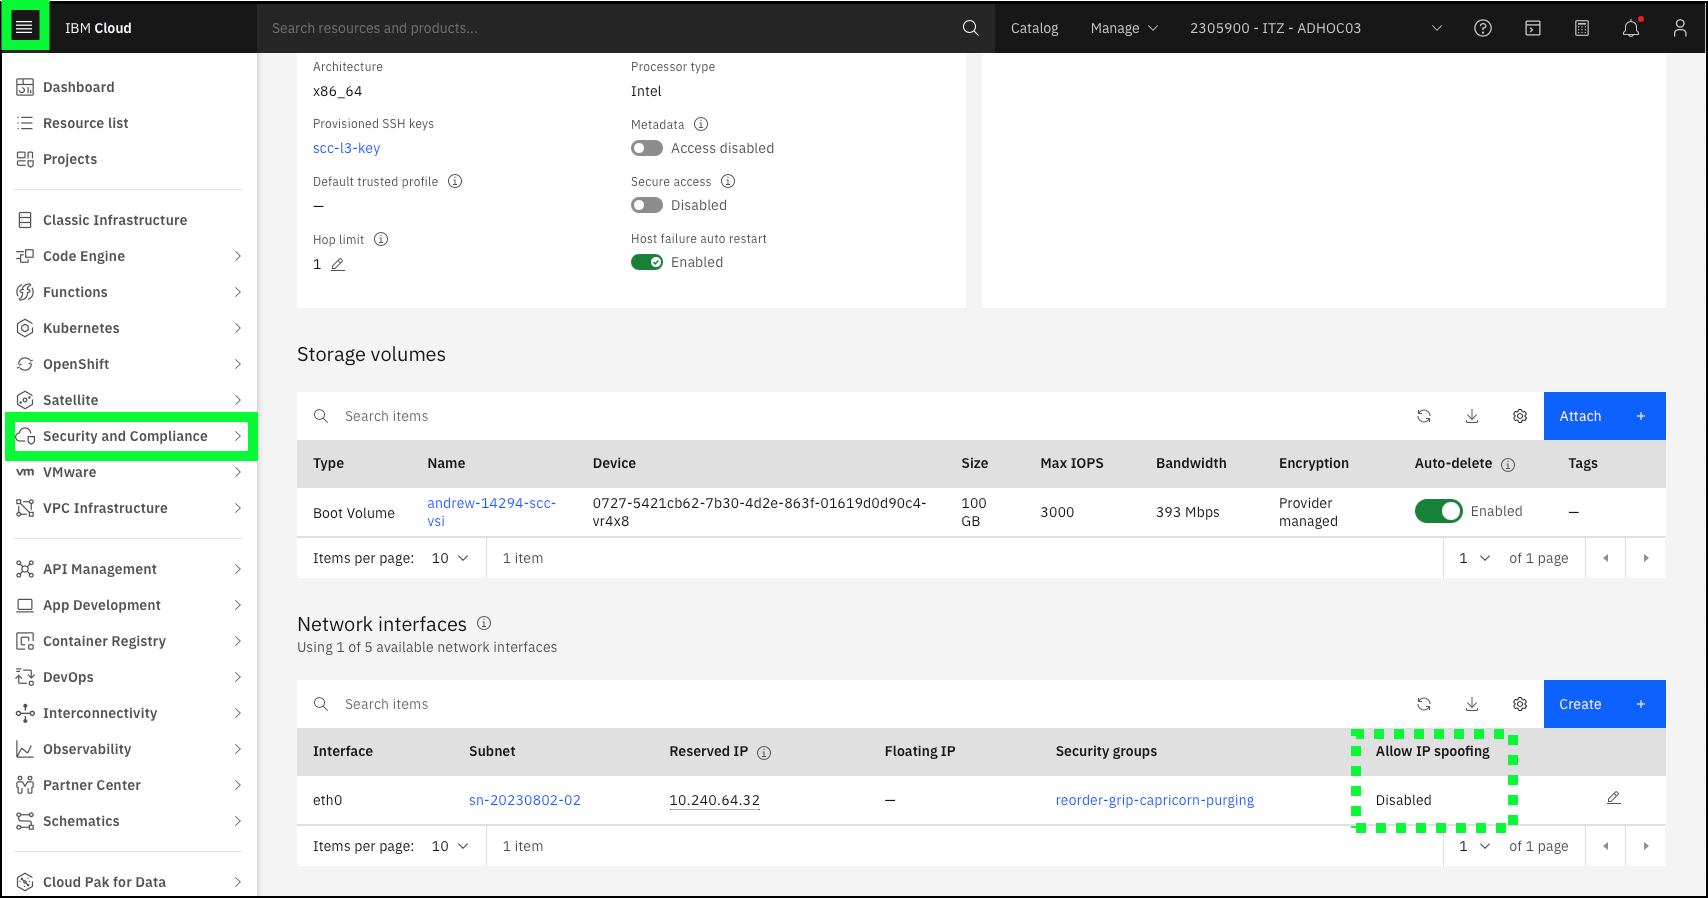 IBM Cloud
Search resources and products...
Catalog
Manage
2305900 - ITZ - ADHOC03
Dashboard
Resource list
Projects
Classic Infrastructure
Code Engine
Functions
Kubernetes
OpenShift
Satellite
Security and Compliance
vm VMware
VPC Infrastructure
API Management
App Development
Container Registry
DevOps
Interconnectivity
Observability
Partner Center
Schematics
Cloud Pak for Data
Architecture
x86_64
Processor type
Intel
Provisioned SSH keys
scc-l3-key
Metadata
Access disabled
Default trusted profile
–
Secure access
Disabled
Hop limit
1
Host failure auto restart
Enabled
Storage volumes
Search items
Attach +
Type Name Device Size Max IOPS Bandwidth Encryption Auto-delete Tags
Boot Volume andrew-14294-scc-vsi 0727-5421cb62-7b30-4d2e-863f-01619d0d90c4-vr4x8 100 GB 3000 393 Mbps Provider managed Enabled –
Items per page: 10 1 item 1 of 1 page
Network interfaces
Using 1 of 5 available network interfaces
Search items
Create +
Interface Subnet Reserved IP Floating IP Security groups Allow IP spoofing
eth0 sn-20230802-02 10.240.64.32 – reorder-grip-capricorn-purging Disabled
Items per page: 10 1 item 1 of 1 page